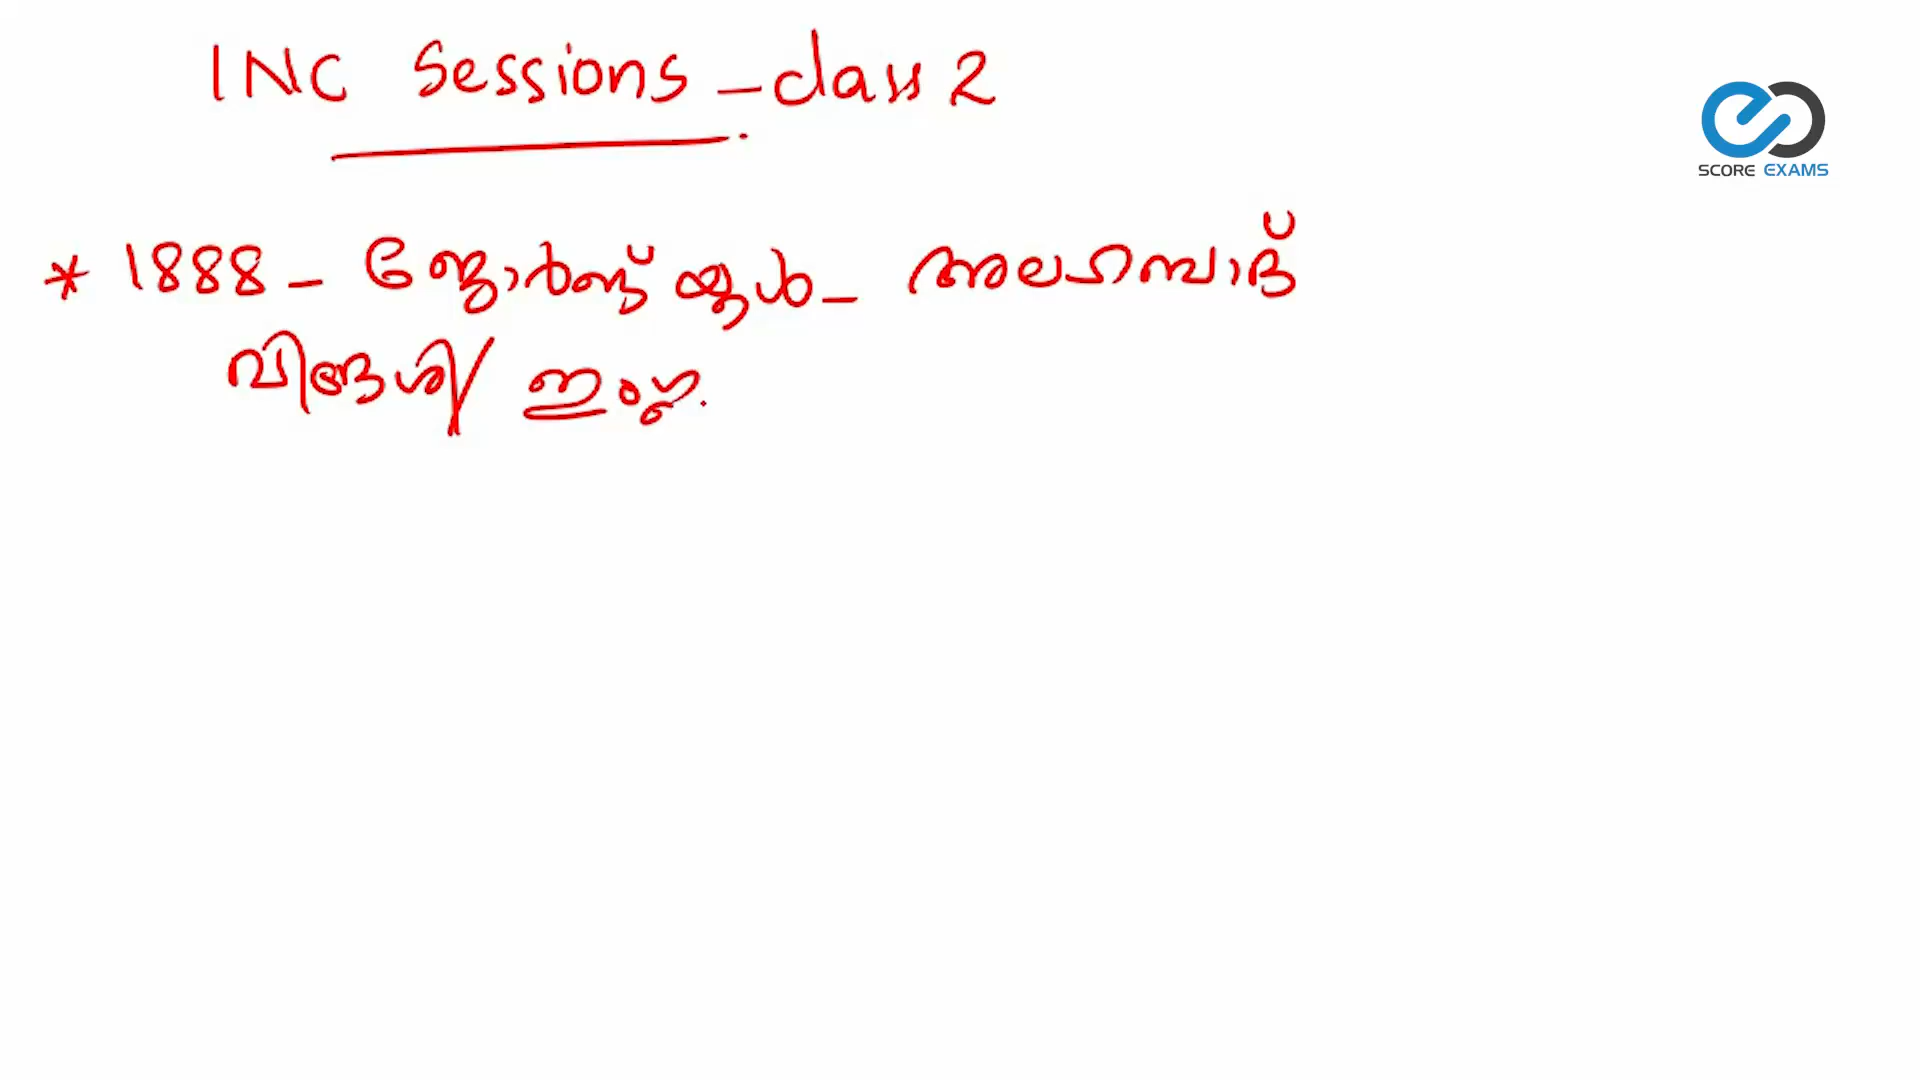 INC Sessions - class 2
SCORE EXAMS
* 1888 - ജോർജ്ജ് യൂൾ - അലഹബാദ്
വിദേശി/